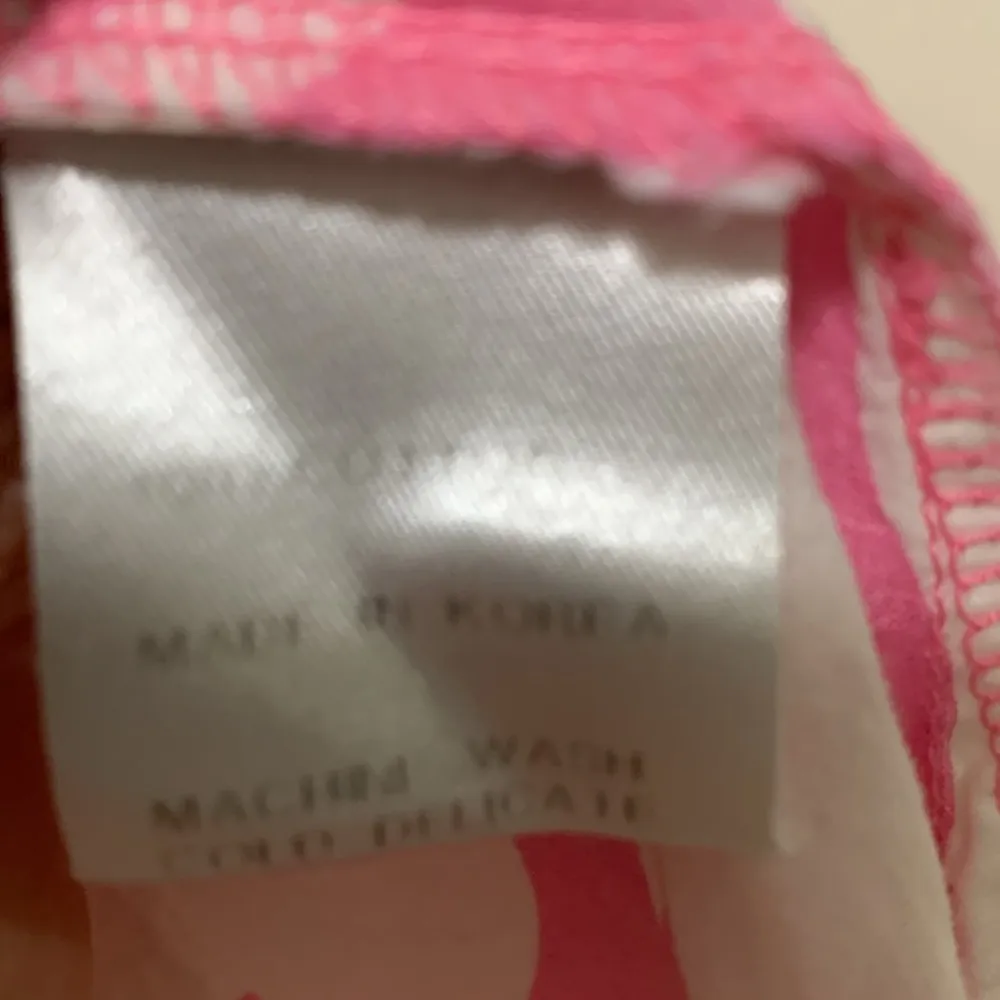 MADE IN KOREA
MACHINE WASH
COLD DELICATE